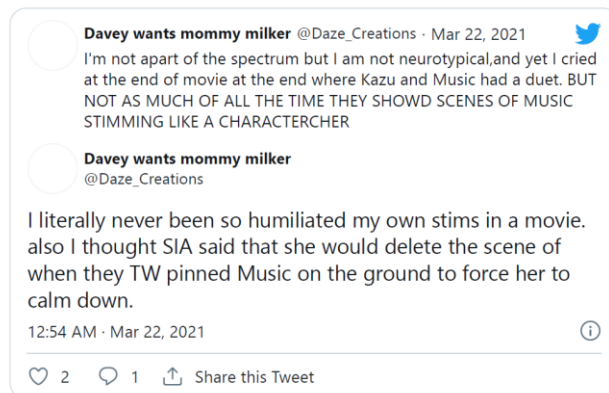 Davey wants mommy milker @Daze_Creations · Mar 22, 2021
I'm not apart of the spectrum but I am not neurotypical,and yet I cried
at the end of movie at the end where Kazu and Music had a duet. BUT
NOT AS MUCH OF ALL THE TIME THEY SHOWD SCENES OF MUSIC
STIMMING LIKE A CHARACTERCHER
Davey wants mommy milker
@Daze_Creations
I literally never been so humiliated my own stims in a movie.
also I thought SIA said that she would delete the scene of
when they TW pinned Music on the ground to force her to
calm down.
12:54 AM · Mar 22, 2021
2 1 Share this Tweet